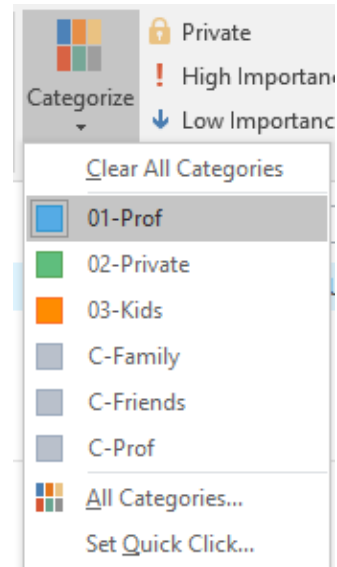 Private
High Importan
Categorize
Low Importanc
Clear All Categories
01-Prof
02-Private
03-Kids
C-Family
C-Friends
C-Prof
All Categories...
Set Quick Click...